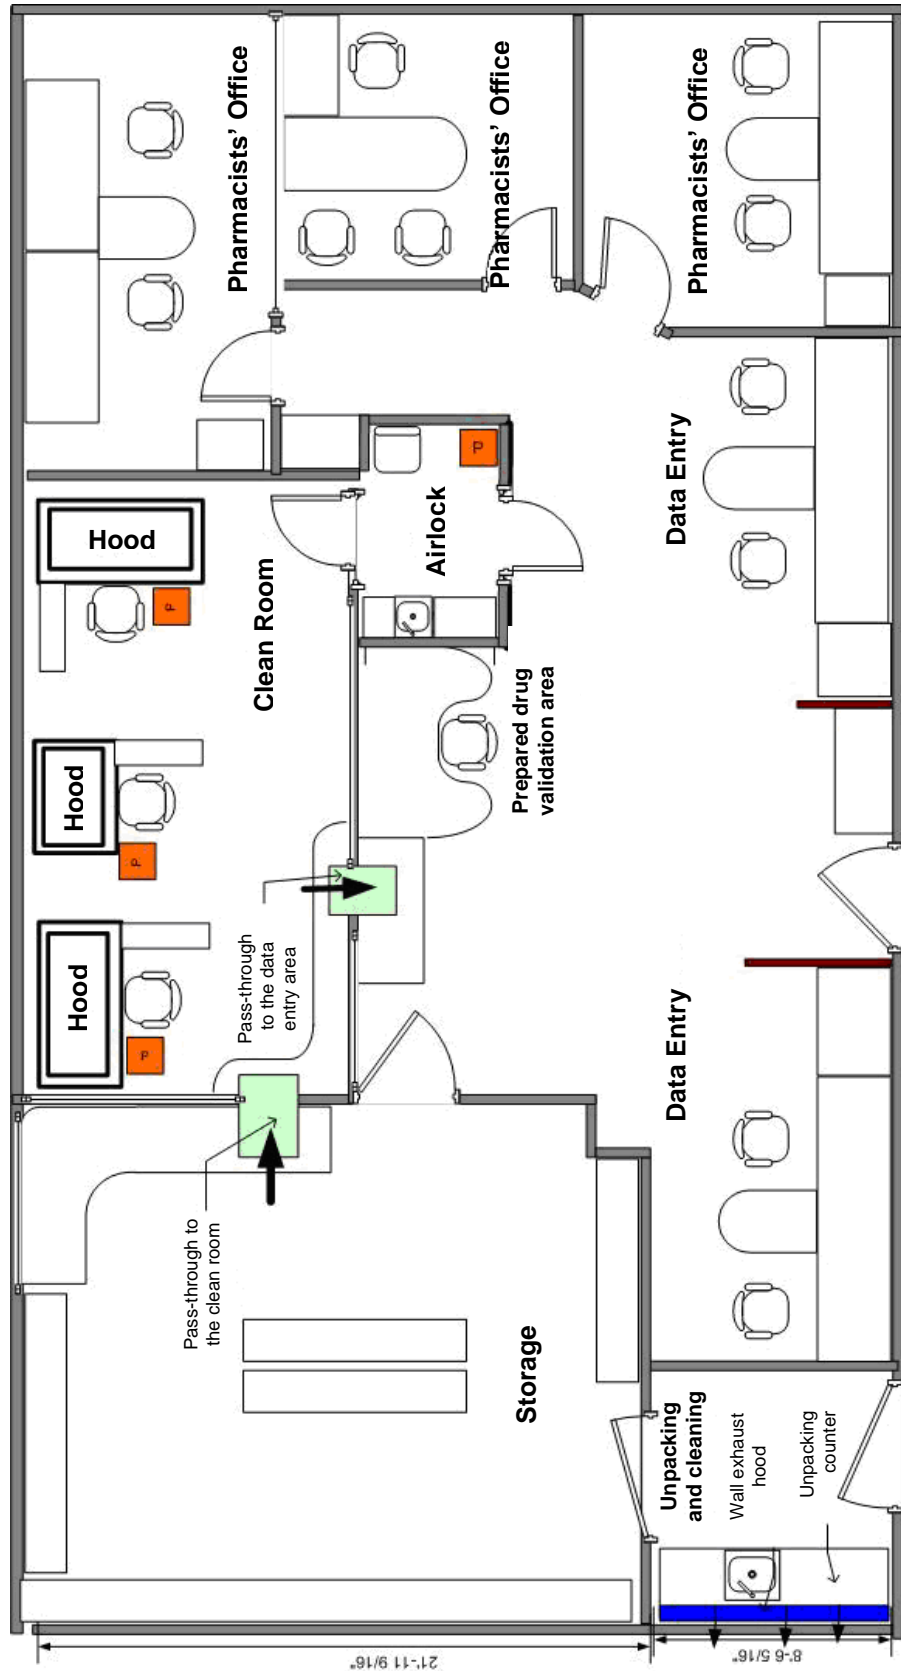 Pharmacists' Office
Pharmacists' Office
Pharmacists' Office
P
Airlock
Data Entry
Hood
P
Clean Room
Hood
P
Prepared drug
validation area
Hood
P
Pass-through
to the data
entry area
Data Entry
Pass-through to
the clean room
Storage
Unpacking
and cleaning
Wall exhaust
hood
Unpacking
counter
21'-11 9/16"
8'-6 5/16"